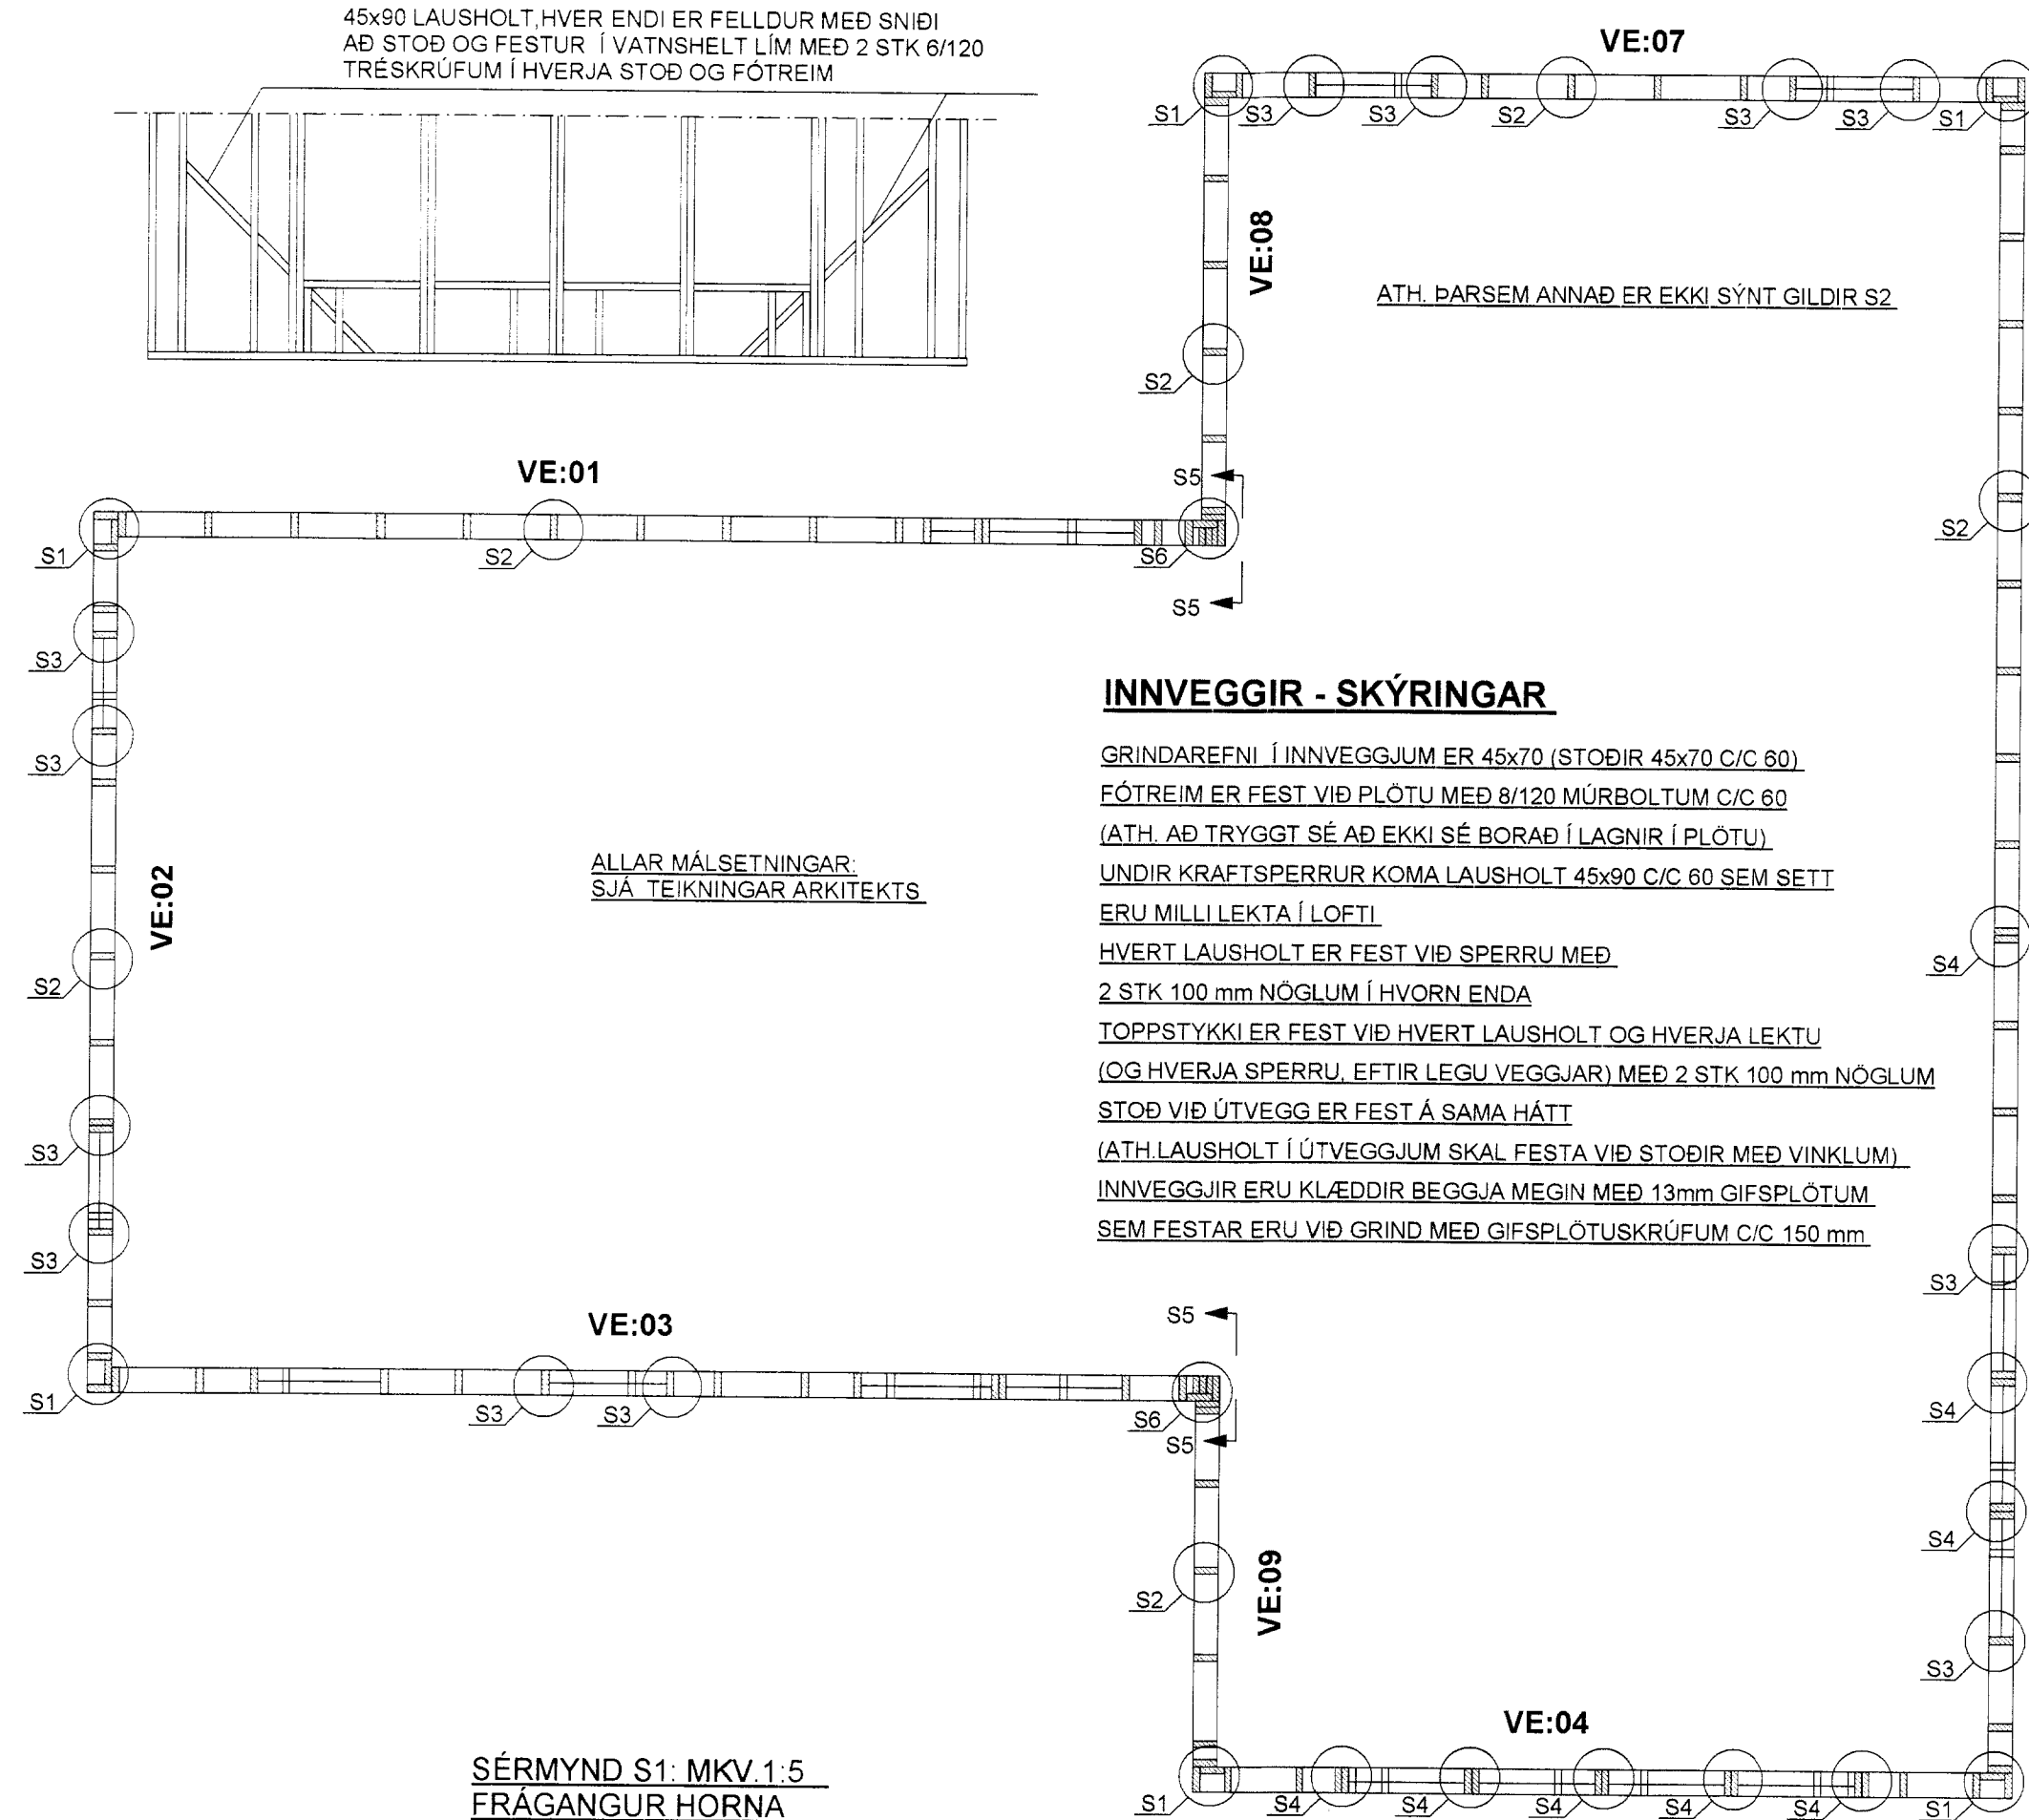 45x90 LAUSHOLT,HVER ENDI ER FELLDUR MEÐ SNIÐI
AÐ STOÐ OG FESTUR Í VATNSHELT LÍM MEÐ 2 STK 6/120
TRÉSKRÚFUM Í HVERJA STOÐ OG FÓTREIM
VE:07
S1
S3
S3
S2
S3
S3
S1
VE:08
ATH. ÞARSEM ANNAÐ ER EKKI SÝNT GILDIR S2
S2
VE:01
S5
S1
S2
S6
S2
S5
S3
S3
INNVEGGIR - SKÝRINGAR
GRINDAREFNI Í INNVEGGJUM ER 45x70 (STOÐIR 45x70 C/C 60)
FÓTREIM ER FEST VIÐ PLÖTU MEÐ 8/120 MÚRBOLTUM C/C 60
(ATH. AÐ TRYGGT SÉ AÐ EKKI SÉ BORAÐ Í LAGNIR Í PLÖTU)
UNDIR KRAFTSPERRUR KOMA LAUSHOLT 45x90 C/C 60 SEM SETT
ERU MILLI LEKTA Í LOFTI
HVERT LAUSHOLT ER FEST VIÐ SPERRU MEÐ
2 STK 100 mm NÖGLUM Í HVORN ENDA
TOPPSTYKKI ER FEST VIÐ HVERT LAUSHOLT OG HVERJA LEKTU
(OG HVERJA SPERRU, EFTIR LEGU VEGGJAR) MEÐ 2 STK 100 mm NÖGLUM
STOÐ VIÐ ÚTVEGG ER FEST Á SAMA HÁTT
(ATH.LAUSHOLT Í ÚTVEGGJUM SKAL FESTA VIÐ STOÐIR MEÐ VINKLUM)
INNVEGGJIR ERU KLÆDDIR BEGGJA MEGIN MEÐ 13mm GIFSPLÖTUM
SEM FESTAR ERU VIÐ GRIND MEÐ GIFSPLÖTUSKRÚFUM C/C 150 mm
ALLAR MÁLSETNINGAR:
SJÁ TEIKNINGAR ARKITEKTS
VE:02
S2
S4
S3
S3
S3
VE:03
S5
S1
S3
S3
S6
S5
S4
S4
S2
VE:09
S3
VE:04
SÉRMYND S1: MKV.1:5
FRÁGANGUR HORNA
S1
S4
S4
S4
S4
S4
S1